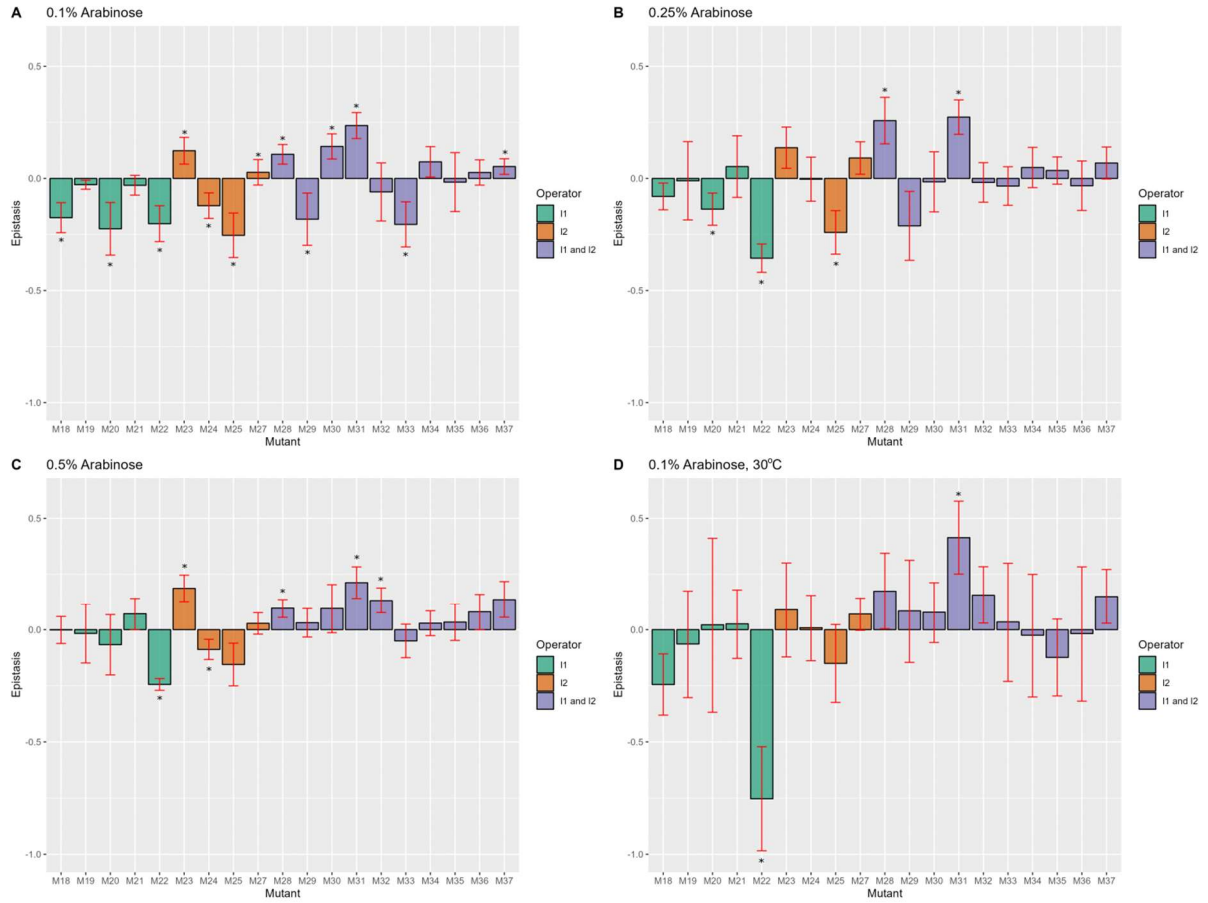 A 0.1% Arabinose
0.5
0.0
-0.5
-1.0
Epistasis
* * * * * * * * * * * * *
M18 M19 M20 M21 M22 M23 M24 M25 M27 M28 M29 M30 M31 M32 M33 M34 M35 M36 M37
Mutant
Operator
I1
I2
I1 and I2
B 0.25% Arabinose
0.5
0.0
-0.5
-1.0
Epistasis
* * * * *
M18 M19 M20 M21 M22 M23 M24 M25 M27 M28 M29 M30 M31 M32 M33 M34 M35 M36 M37
Mutant
Operator
I1
I2
I1 and I2
C 0.5% Arabinose
0.5
0.0
-0.5
-1.0
Epistasis
* * * * * *
M18 M19 M20 M21 M22 M23 M24 M25 M27 M28 M29 M30 M31 M32 M33 M34 M35 M36 M37
Mutant
Operator
I1
I2
I1 and I2
D 0.1% Arabinose, 30°C
0.5
0.0
-0.5
-1.0
Epistasis
* *
M18 M19 M20 M21 M22 M23 M24 M25 M27 M28 M29 M30 M31 M32 M33 M34 M35 M36 M37
Mutant
Operator
I1
I2
I1 and I2